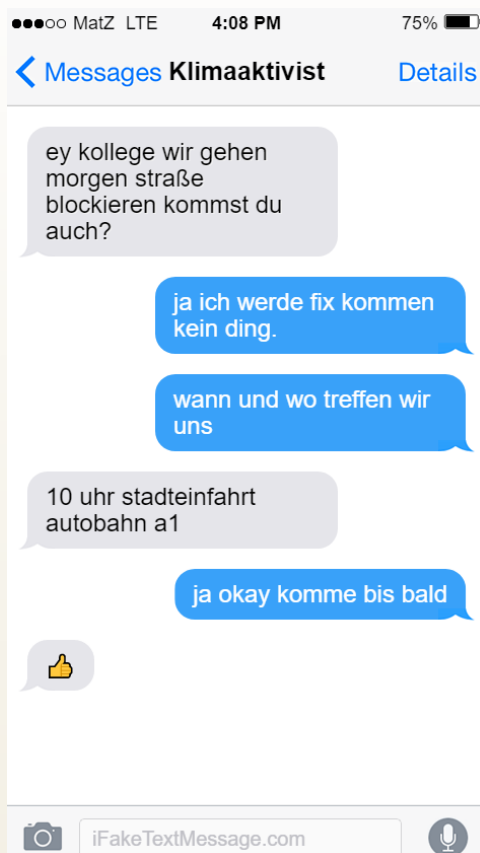 MatZ LTE 4:08 PM 75%
Messages Klimaaktivist Details
ey kollege wir gehen
morgen straße
blockieren kommst du
auch?
ja ich werde fix kommen
kein ding.
wann und wo treffen wir
uns
10 uhr stadteinfahrt
autobahn a1
ja okay komme bis bald
👍
iFakeTextMessage.com